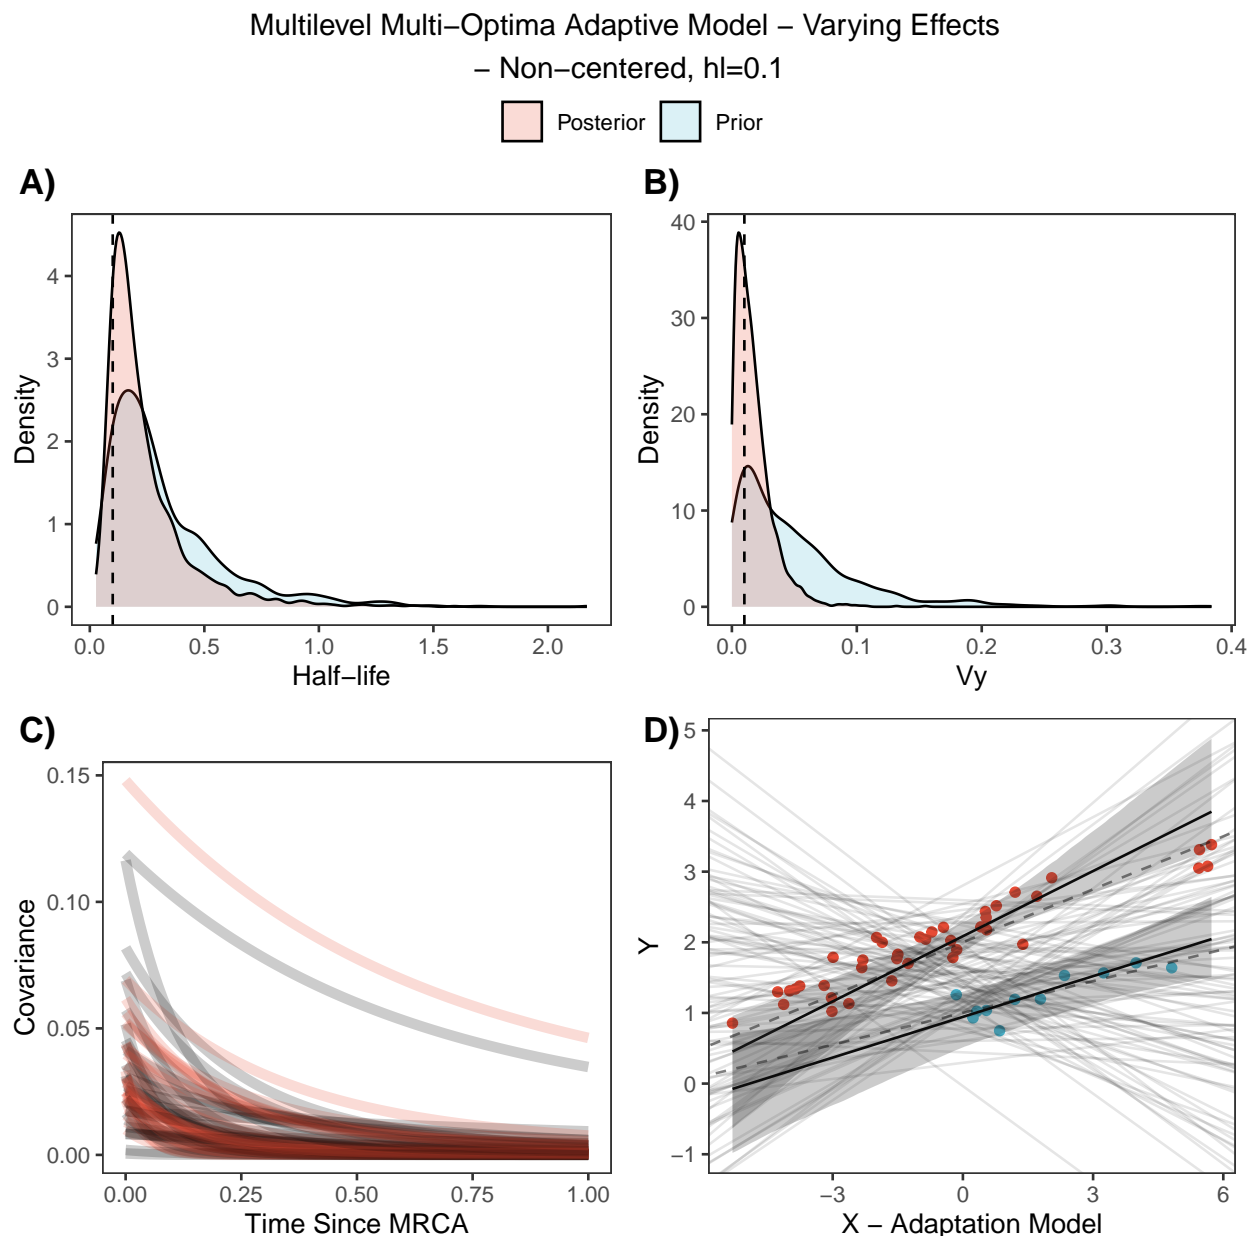 Multilevel Multi−Optima Adaptive Model − Varying Effects
− Non−centered, hl=0.1
Posterior
Prior
A)
Density
4
3
2
1
0
0.0 0.5 1.0 1.5 2.0
Half−life
B)
Density
40
30
20
10
0
0.0 0.1 0.2 0.3 0.4
Vy
C)
Covariance
0.15
0.10
0.05
0.00
0.00 0.25 0.50 0.75 1.00
Time Since MRCA
D)
Y
5
4
3
2
1
0
−1
−3 0 3 6
X − Adaptation Model